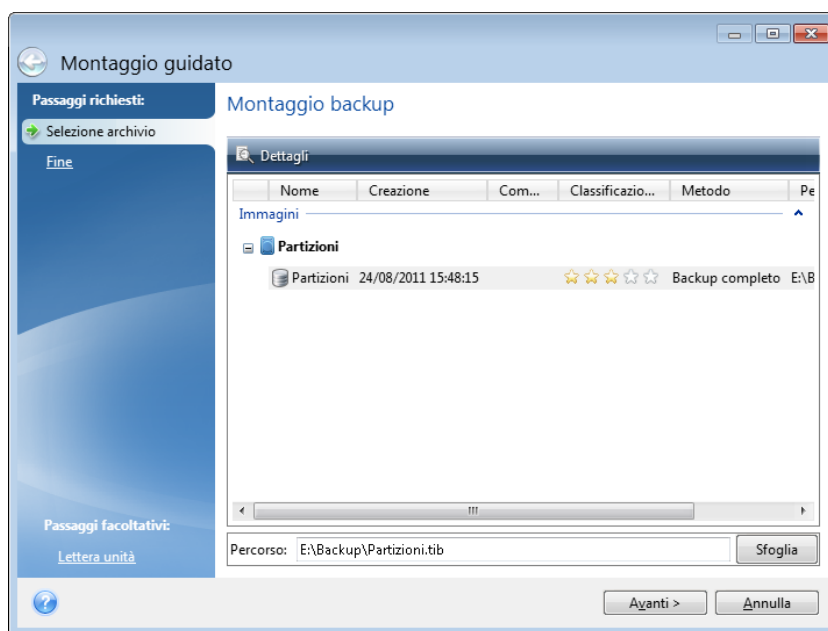 Montaggio guidato
Passaggi richiesti:
Selezione archivio
Fine
Montaggio backup
Dettagli
Nome Creazione Com... Classificazio... Metodo Pe
Immagini
Partizioni
Partizioni 24/08/2011 15:48:15 Backup completo E:\B
Passaggi facoltativi:
Lettera unità
Percorso: E:\Backup\Partizioni.tib Sfoglia
Avanti > Annulla